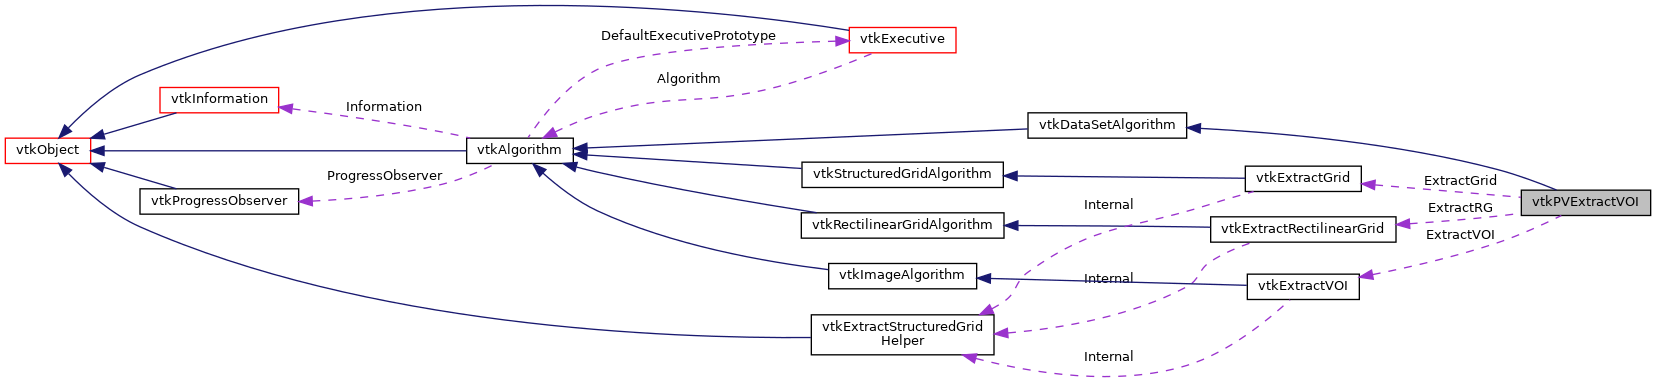 DefaultExecutivePrototype
vtkExecutive
Algorithm
vtkInformation
Information
vtkDataSetAlgorithm
vtkObject
vtkAlgorithm
vtkStructuredGridAlgorithm
vtkExtractGrid
ExtractGrid
ProgressObserver
vtkProgressObserver
Internal
ExtractRG
vtkPVExtractVOI
vtkRectilinearGridAlgorithm
vtkExtractRectilinearGrid
ExtractVOI
vtkImageAlgorithm
Internal
vtkExtractVOI
vtkExtractStructuredGrid
Helper
Internal